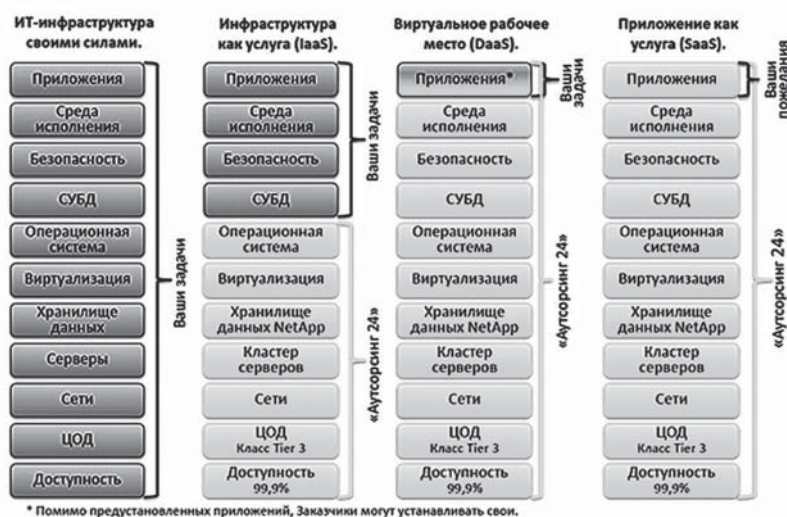 ИТ-инфраструктура
своими силами.
Приложения
Среда
исполнения
Безопасность
СУБД
Операционная
система
Виртуализация
Хранилище
данных
Серверы
Сети
ЦОД
Доступность
Ваши задачи
Инфраструктура
как услуга (IaaS).
Приложения
Среда
исполнения
Безопасность
СУБД
Операционная
система
Виртуализация
Хранилище
данных NetApp
Кластер
серверов
Сети
ЦОД
Класс Tier 3
Доступность
99,9%
Ваши задачи
«Аутсорсинг 24»
Виртуальное рабочее
место (DaaS).
Приложения*
Среда
исполнения
Безопасность
СУБД
Операционная
система
Виртуализация
Хранилище
данных NetApp
Кластер
серверов
Сети
ЦОД
Класс Tier 3
Доступность
99,9%
Ваши
задачи
«Аутсорсинг 24»
Приложение как
услуга (SaaS).
Приложения
Среда
исполнения
Безопасность
СУБД
Операционная
система
Виртуализация
Хранилище
данных NetApp
Кластер
серверов
Сети
ЦОД
Класс Tier 3
Доступность
99,9%
Ваши
пожелания
«Аутсорсинг 24»
* Помимо предустановленных приложений, Заказчики могут устанавливать свои.